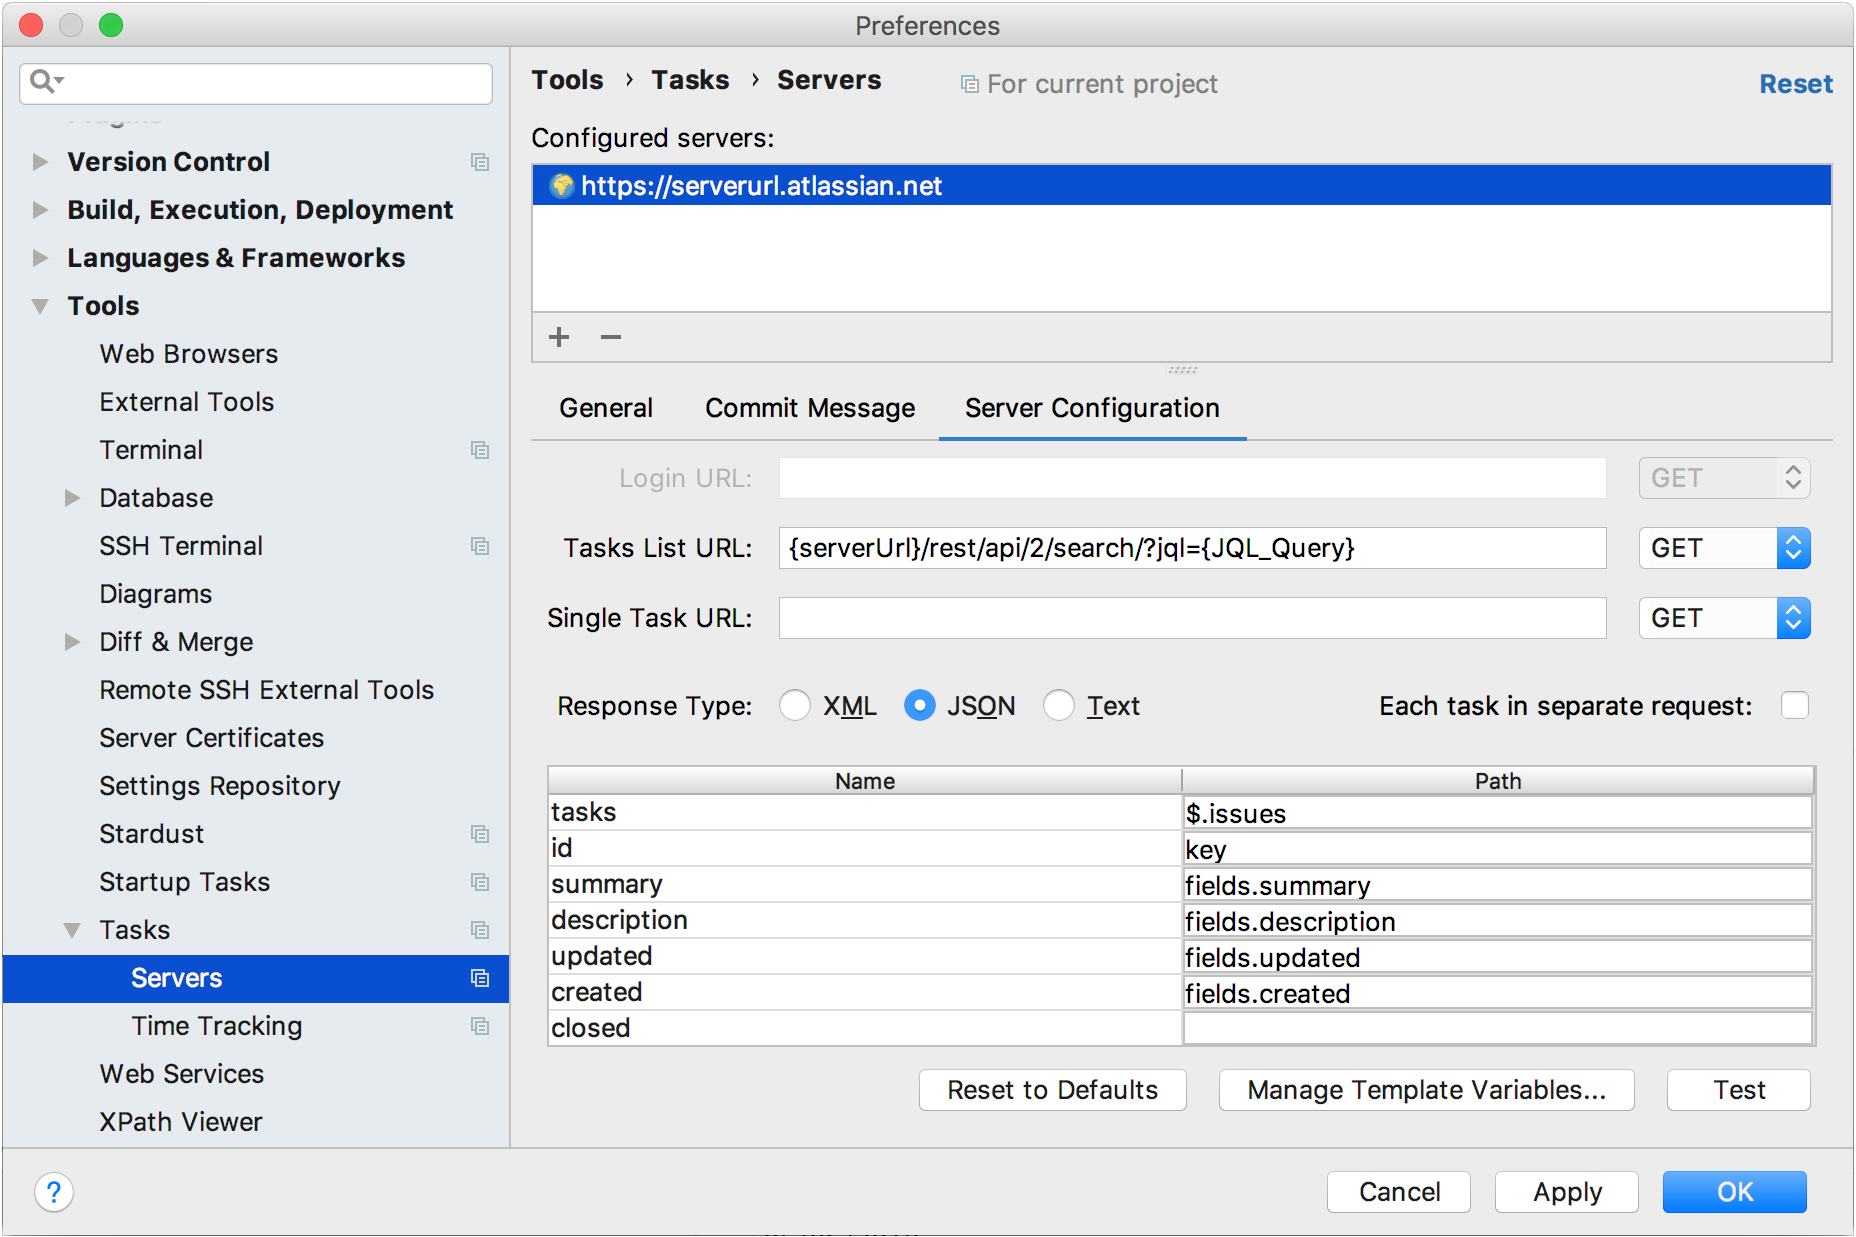 Preferences
Tools › Tasks › Servers
For current project
Reset
Version Control
Build, Execution, Deployment
Languages & Frameworks
Tools
Web Browsers
External Tools
Terminal
Database
SSH Terminal
Diagrams
Diff & Merge
Remote SSH External Tools
Server Certificates
Settings Repository
Stardust
Startup Tasks
Tasks
Servers
Time Tracking
Web Services
XPath Viewer
Configured servers:
https://serverurl.atlassian.net
+ −
General Commit Message Server Configuration
Login URL: GET
Tasks List URL: {serverUrl}/rest/api/2/search/?jql={JQL_Query} GET
Single Task URL: GET
Response Type: XML JSON Text Each task in separate request:
Name Path
tasks $.issues
id key
summary fields.summary
description fields.description
updated fields.updated
created fields.created
closed
Reset to Defaults Manage Template Variables... Test
? Cancel Apply OK